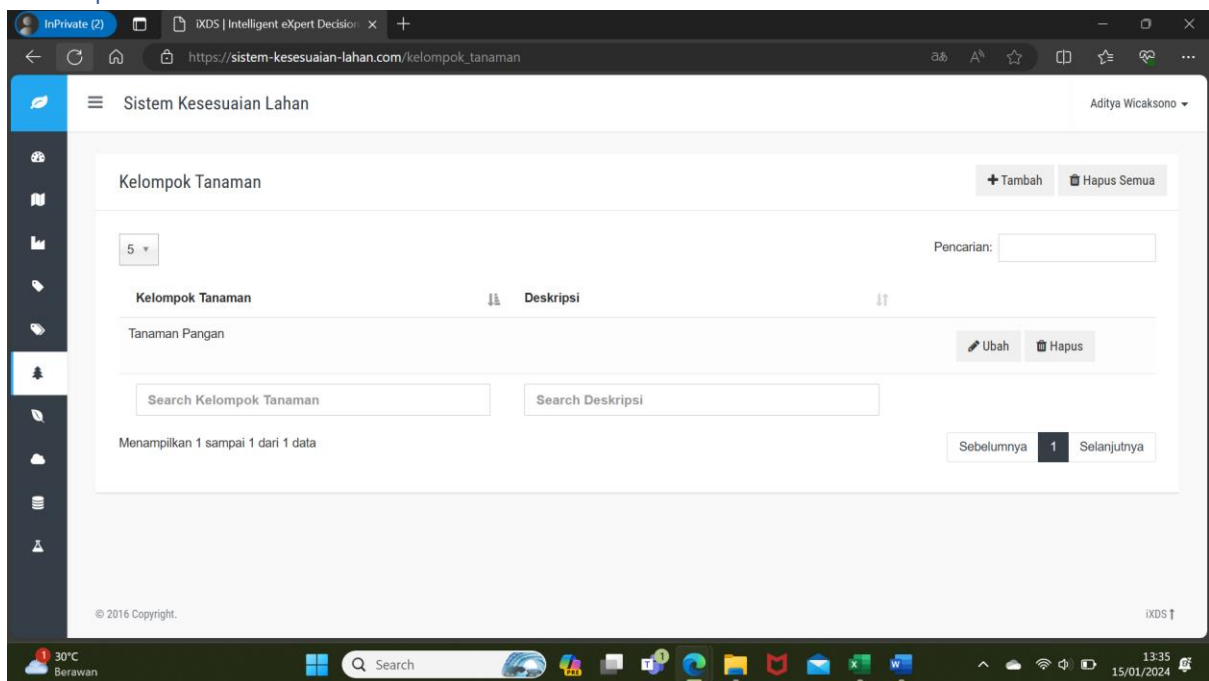 InPrivate (2)
iXDS | Intelligent eXpert Decision
https://sistem-kesesuaian-lahan.com/kelompok_tanaman
Sistem Kesesuaian Lahan
Aditya Wicaksono
Kelompok Tanaman
Tambah
Hapus Semua
5
Pencarian:
Kelompok Tanaman
Deskripsi
Tanaman Pangan
Ubah
Hapus
Search Kelompok Tanaman
Search Deskripsi
Menampilkan 1 sampai 1 dari 1 data
Sebelumnya
1
Selanjutnya
© 2016 Copyright.
iXDS
1
30°C
Berawan
Search
PRE
1
13:35
15/01/2024